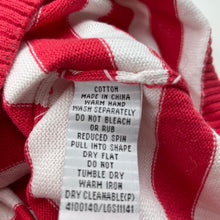 COTTON
MADE IN CHINA
WARM HAND
WASH SEPARATELY
DO NOT BLEACH
OR RUB
REDUCED SPIN
PULL INTO SHAPE
DRY FLAT
DO NOT
TUMBLE DRY
WARM IRON
DRY CLEANABLE(P)
4100140/LGS11141